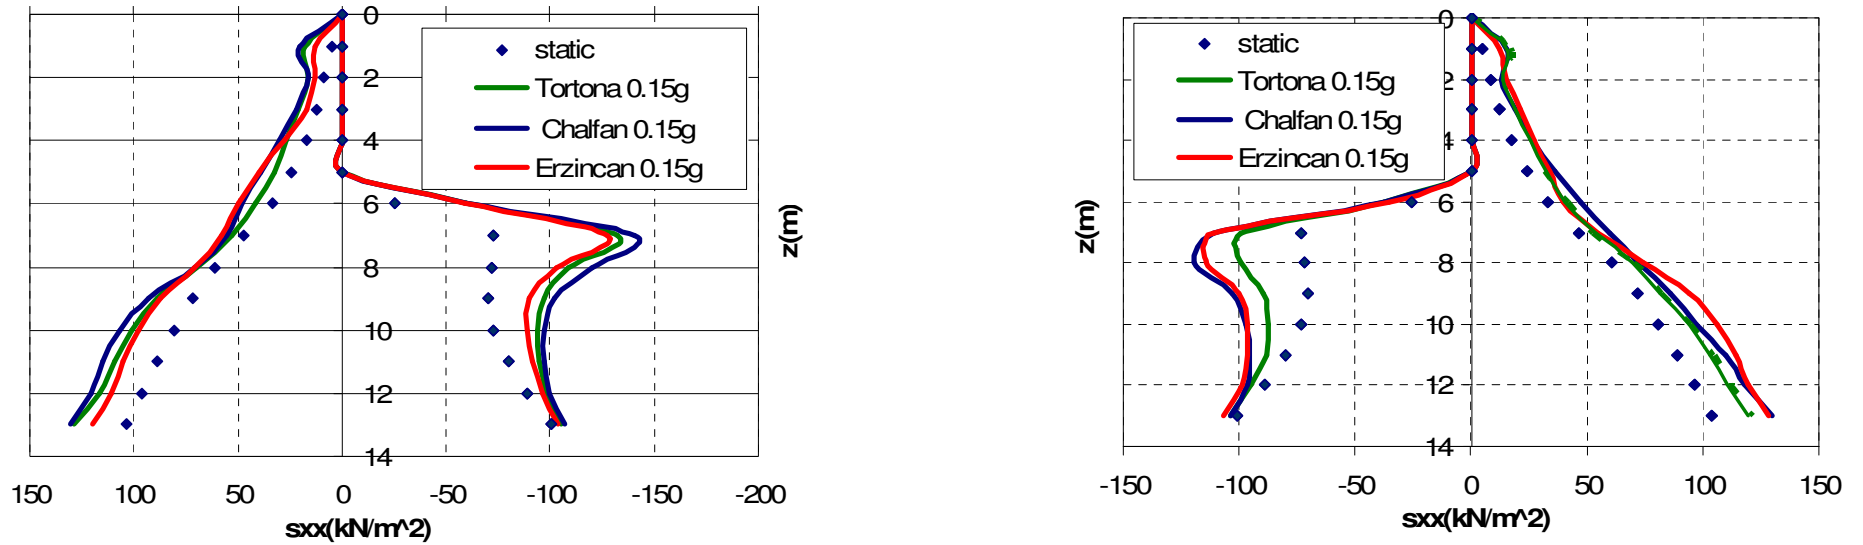 0
2
4
6
8
10
12
14
150 100 50 0 -50 -100 -150 -200
sxx(kN/m^2)
z(m)
static
Tortona 0.15g
Chalfan 0.15g
Erzincan 0.15g
0
2
4
6
8
10
12
14
-150 -100 -50 0 50 100 150
sxx(kN/m^2)
z(m)
static
Tortona 0.15g
Chalfan 0.15g
Erzincan 0.15g